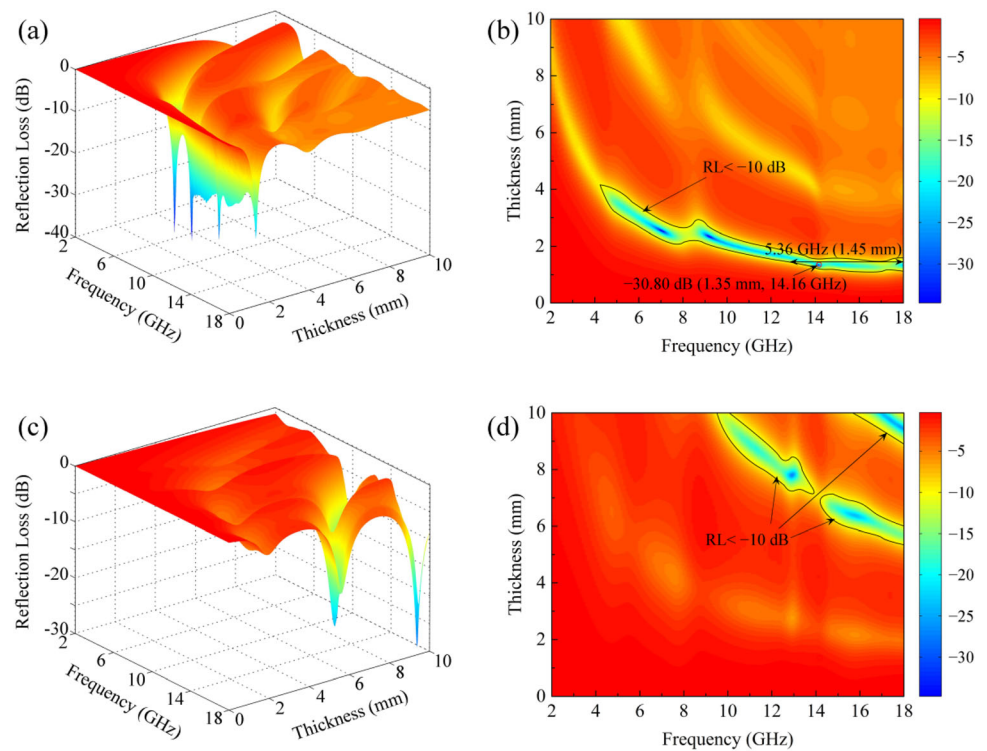 (a)
0
-10
-20
-30
-40
Reflection Loss (dB)
2
6
10
14
18
Frequency (GHz)
0
2
4
6
8
10
Thickness (mm)
(b)
10
8
6
4
2
0
Thickness (mm)
RL< −10 dB
5.36 GHz (1.45 mm)
−30.80 dB (1.35 mm, 14.16 GHz)
2 4 6 8 10 12 14 16 18
Frequency (GHz)
−5
−10
−15
−20
−25
−30
(c)
0
-10
-20
-30
Reflection Loss (dB)
2
6
10
14
18
Frequency (GHz)
0
2
4
6
8
10
Thickness (mm)
(d)
10
8
6
4
2
0
Thickness (mm)
RL< −10 dB
2 4 6 8 10 12 14 16 18
Frequency (GHz)
−5
−10
−15
−20
−25
−30